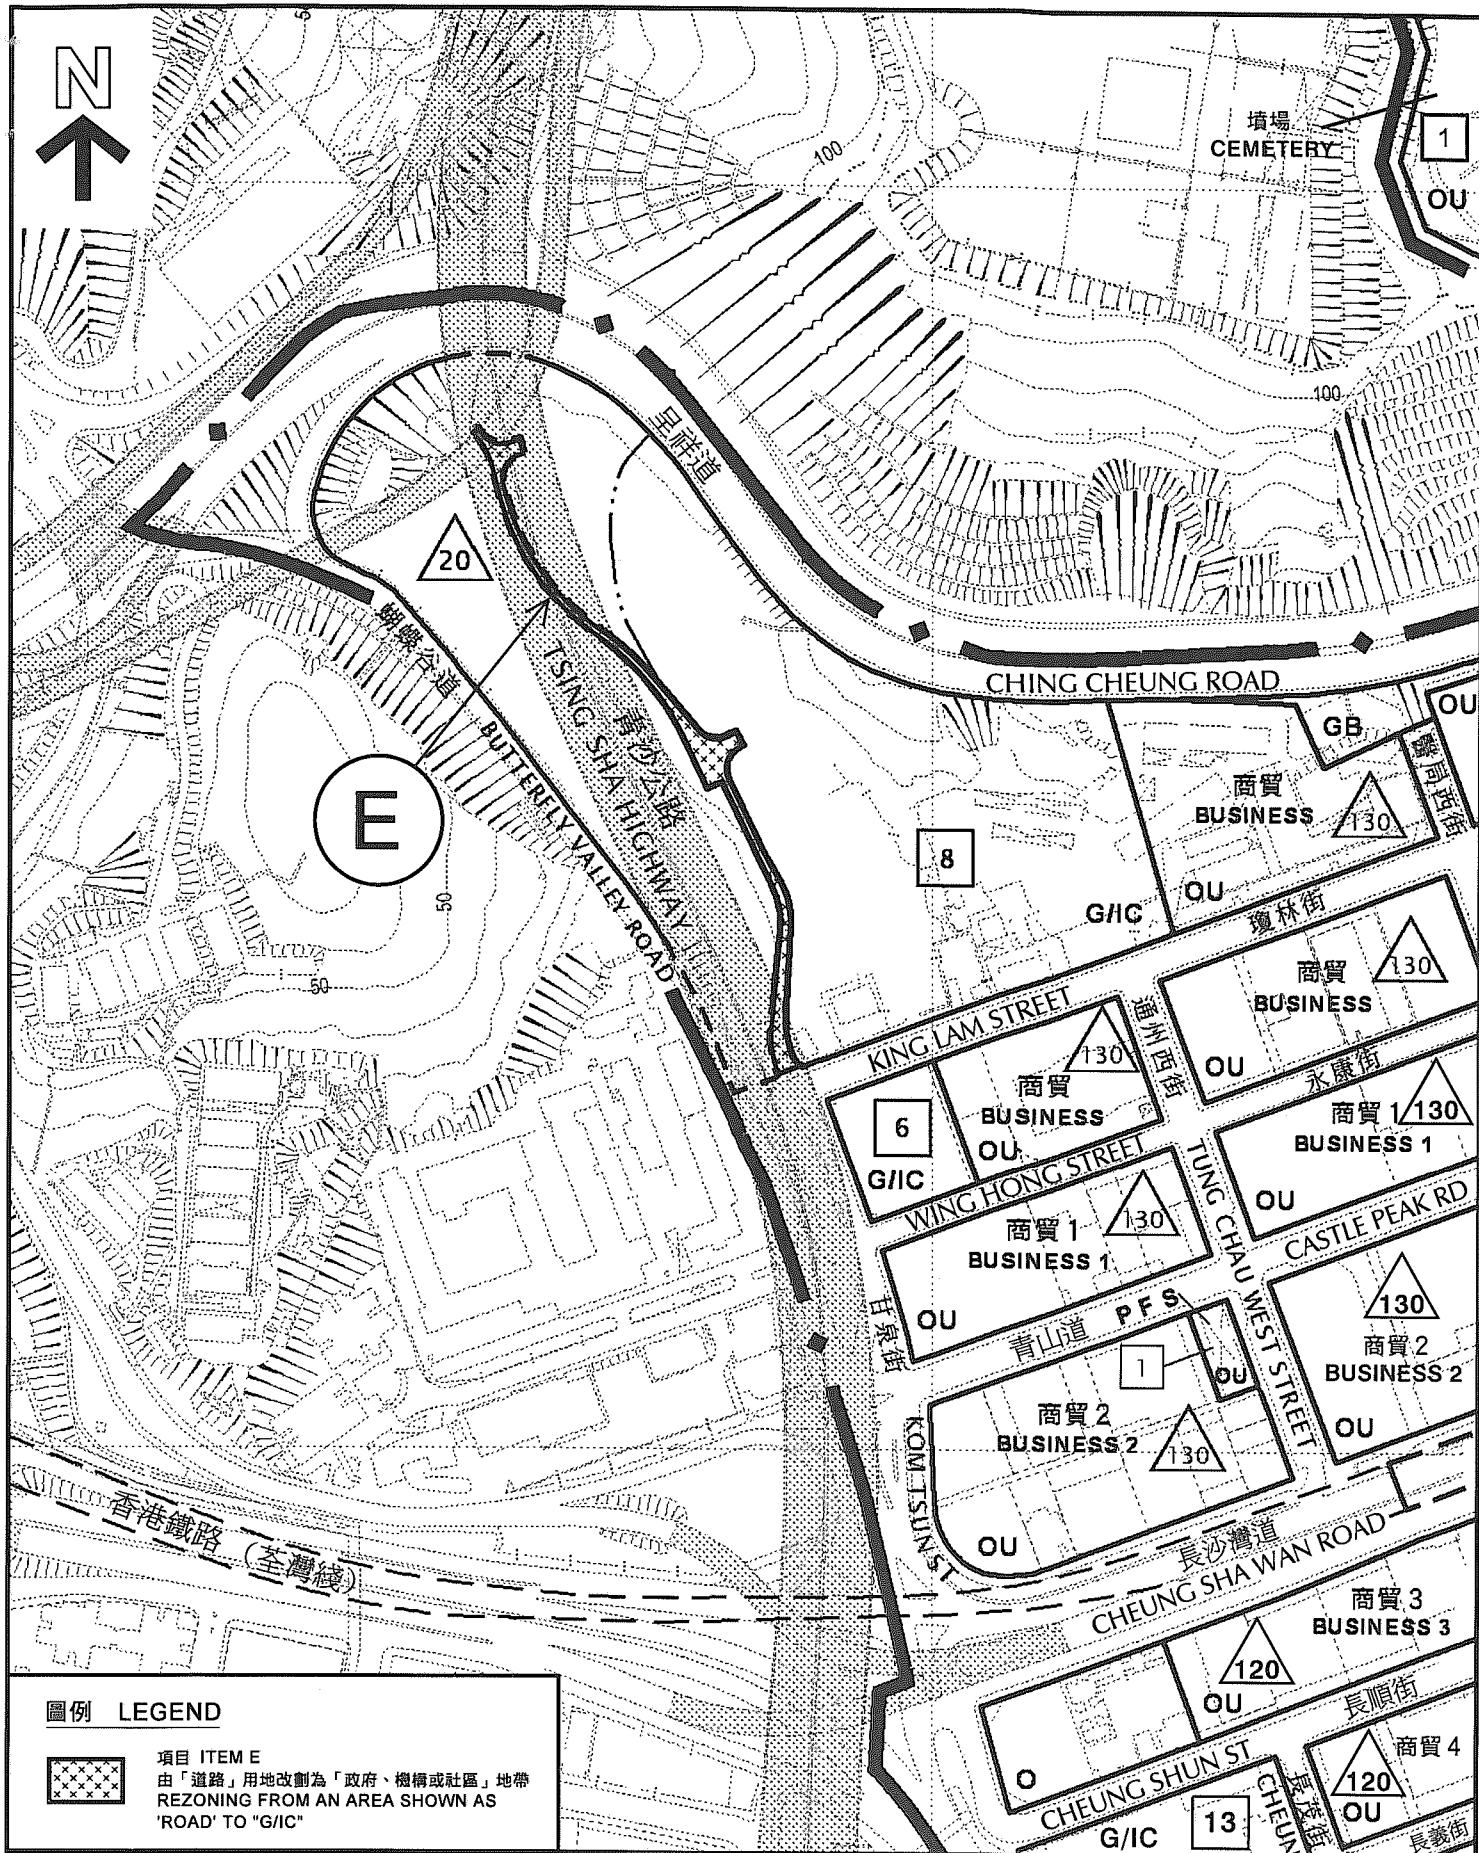 N
墳場
CEMETERY
1
OU
100
100
呈祥道
20
蝴蝶谷道
BUTTERFLY VALLEY ROAD
青沙公路
TSING SHA HIGHWAY
E
50
50
CHING CHEUNG ROAD
GB
OU
商貿
BUSINESS
130
醫局西街
OU
8
G/IC
瓊林街
KING LAM STREET
商貿
BUSINESS
130
OU
通州西街
TUNG CHAU WEST STREET
永康街
WING HONG STREET
6
G/IC
商貿
BUSINESS
130
OU
商貿 1
BUSINESS 1
130
OU
商貿 1
BUSINESS 1
130
OU
CASTLE PEAK RD
青山道
P F S
1
OU
甘泉街
KOM TSUN ST
商貿 2
BUSINESS 2
130
OU
130
商貿 2
BUSINESS 2
OU
香港鐵路（荃灣綫）
長沙灣道
CHEUNG SHA WAN ROAD
商貿 3
BUSINESS 3
120
OU
O
長順街
CHEUNG SHUN ST
G/IC
13
長茂街
CHEUN
商貿 4
120
OU
長義街
圖例 LEGEND
項目 ITEM E
由「道路」用地改劃為「政府、機構或社區」地帶
REZONING FROM AN AREA SHOWN AS
'ROAD' TO "G/IC"